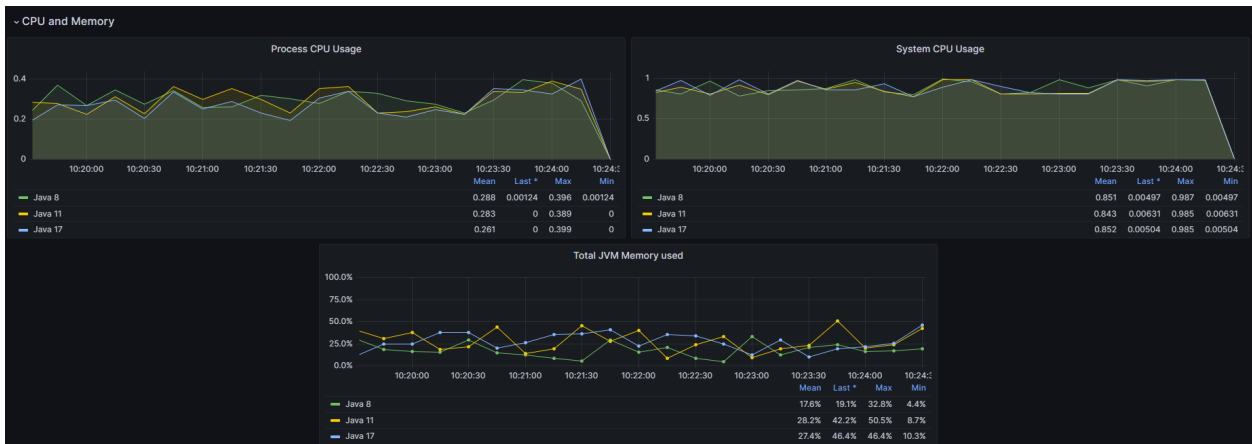 CPU and Memory
Process CPU Usage
0.4
0.2
0
10:20:00 10:20:30 10:21:00 10:21:30 10:22:00 10:22:30 10:23:00 10:23:30 10:24:00 10:24:3
Mean Last * Max Min
Java 8 0.288 0.00124 0.396 0.00124
Java 11 0.283 0 0.389 0
Java 17 0.261 0 0.399 0
System CPU Usage
1
0.5
0
10:20:00 10:20:30 10:21:00 10:21:30 10:22:00 10:22:30 10:23:00 10:23:30 10:24:00 10:24:3
Mean Last * Max Min
Java 8 0.851 0.00497 0.987 0.00497
Java 11 0.843 0.00631 0.985 0.00631
Java 17 0.852 0.00504 0.985 0.00504
Total JVM Memory used
100.0%
75.0%
50.0%
25.0%
0.0%
10:20:00 10:20:30 10:21:00 10:21:30 10:22:00 10:22:30 10:23:00 10:23:30 10:24:00 10:24:3
Mean Last * Max Min
Java 8 17.6% 19.1% 32.8% 4.4%
Java 11 28.2% 42.2% 50.5% 8.7%
Java 17 27.4% 46.4% 46.4% 10.3%